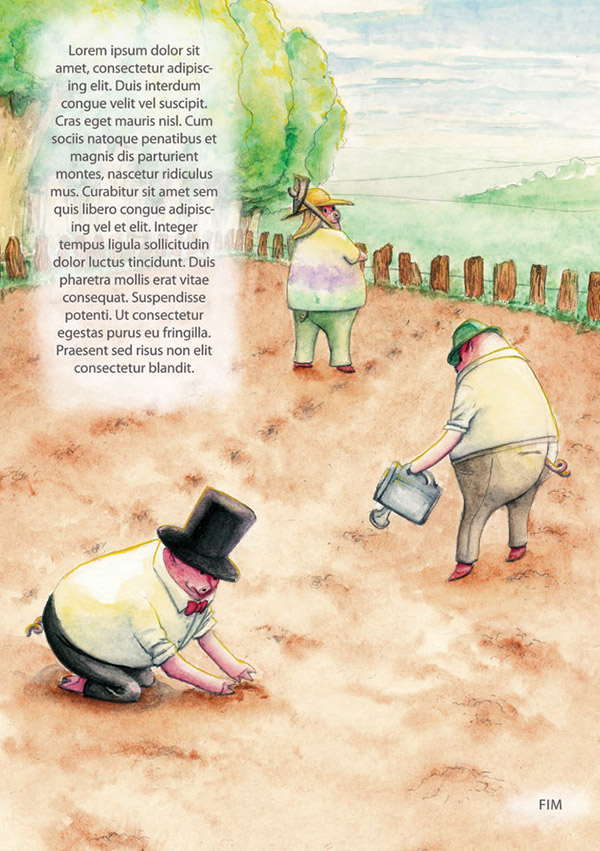 Lorem ipsum dolor sit
amet, consectetur adipisc-
ing elit. Duis interdum
congue velit vel suscipit.
Cras eget mauris nisl. Cum
sociis natoque penatibus et
magnis dis parturient
montes, nascetur ridiculus
mus. Curabitur sit amet sem
quis libero congue adipisc-
ing vel et elit. Integer
tempus ligula sollicitudin
dolor luctus tincidunt. Duis
pharetra mollis erat vitae
consequat. Suspendisse
potenti. Ut consectetur
egestas purus eu fringilla.
Praesent sed risus non elit
consectetur blandit.
FIM